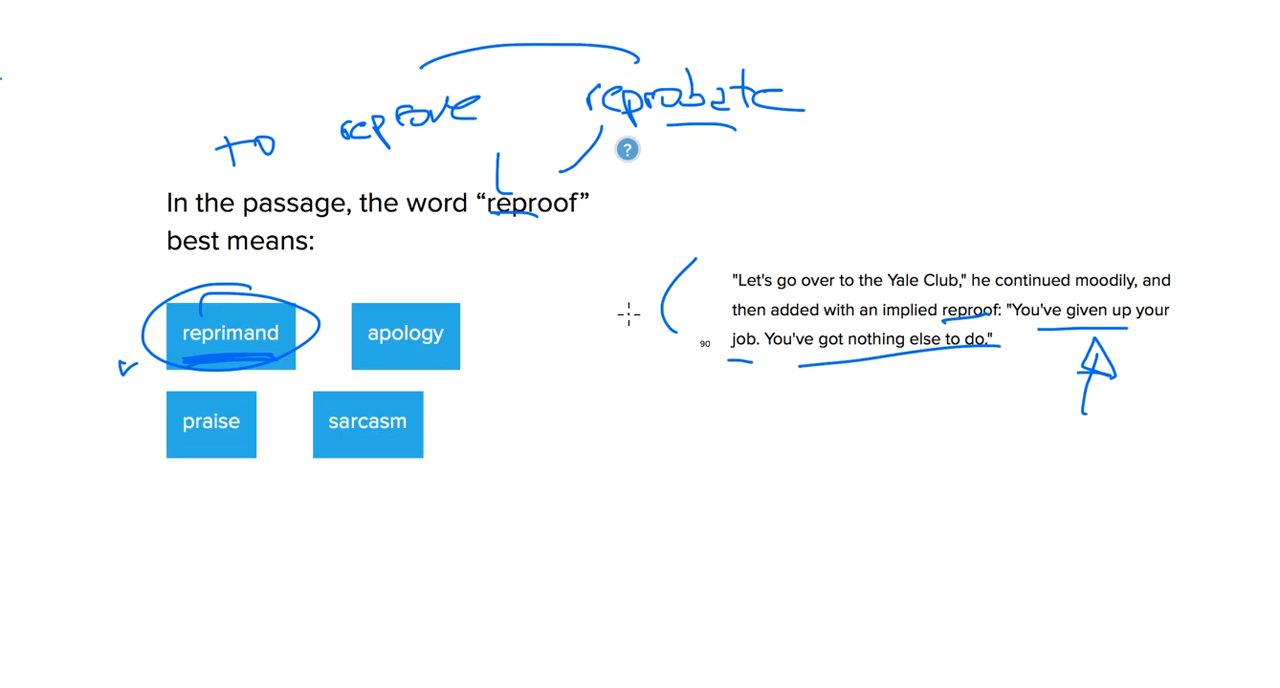 reprobate
to reprove
?
In the passage, the word “reproof”
best means:
reprimand
apology
praise
sarcasm
"Let's go over to the Yale Club," he continued moodily, and
then added with an implied reproof: "You've given up your
90 job. You've got nothing else to do."